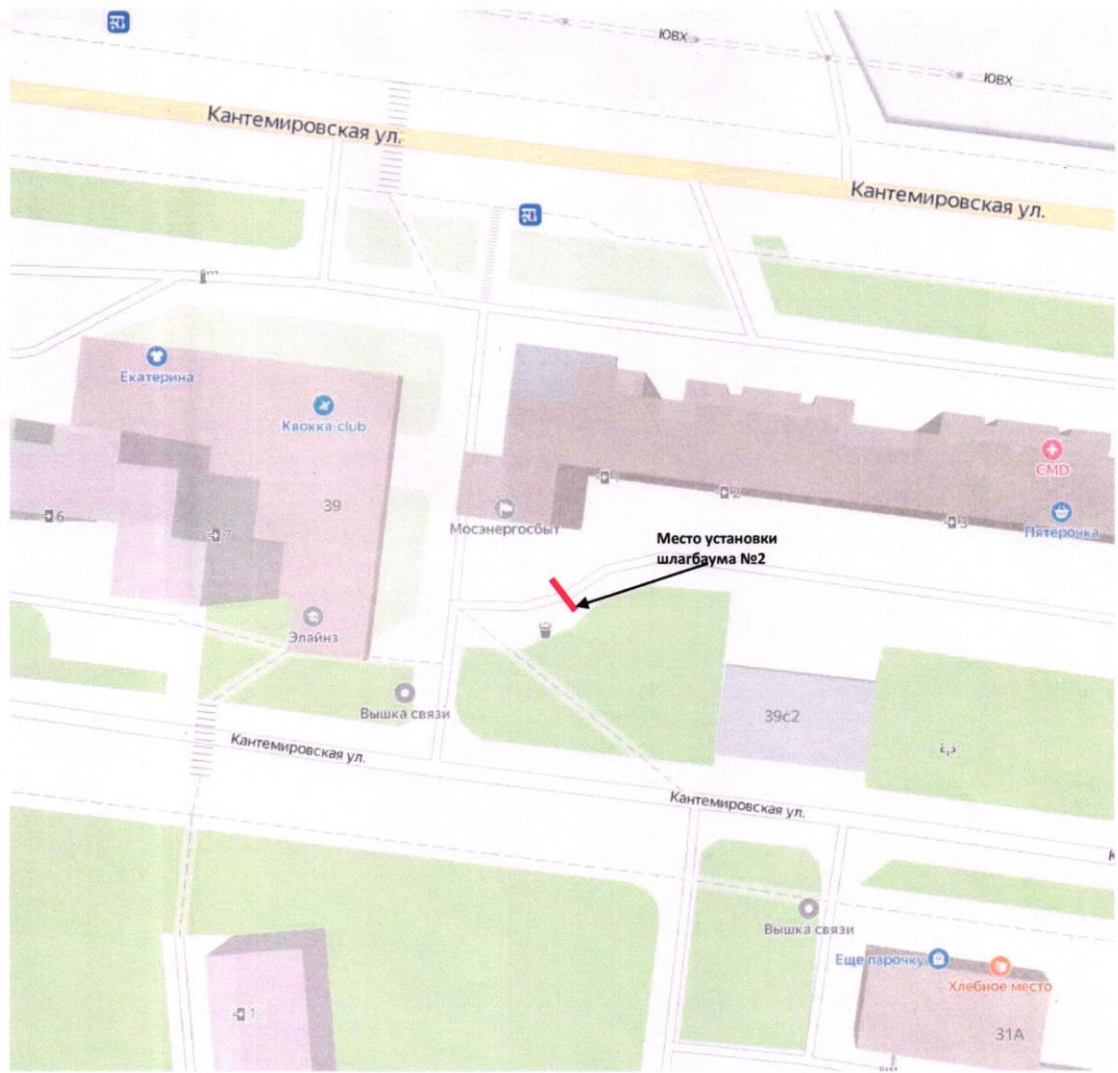 ЮВХ
ЮВХ
Кантемировская ул.
Кантемировская ул.
Екатерина
Квокка-club
39
CMD
1
2
3
6
7
Мосэнергосбыт
Пятёрочка
Место установки
шлагбаума №2
Элайнз
Вышка связи
39с2
Кантемировская ул.
Кантемировская ул.
К
Вышка связи
Еще парочку
Хлебное место
1
31А